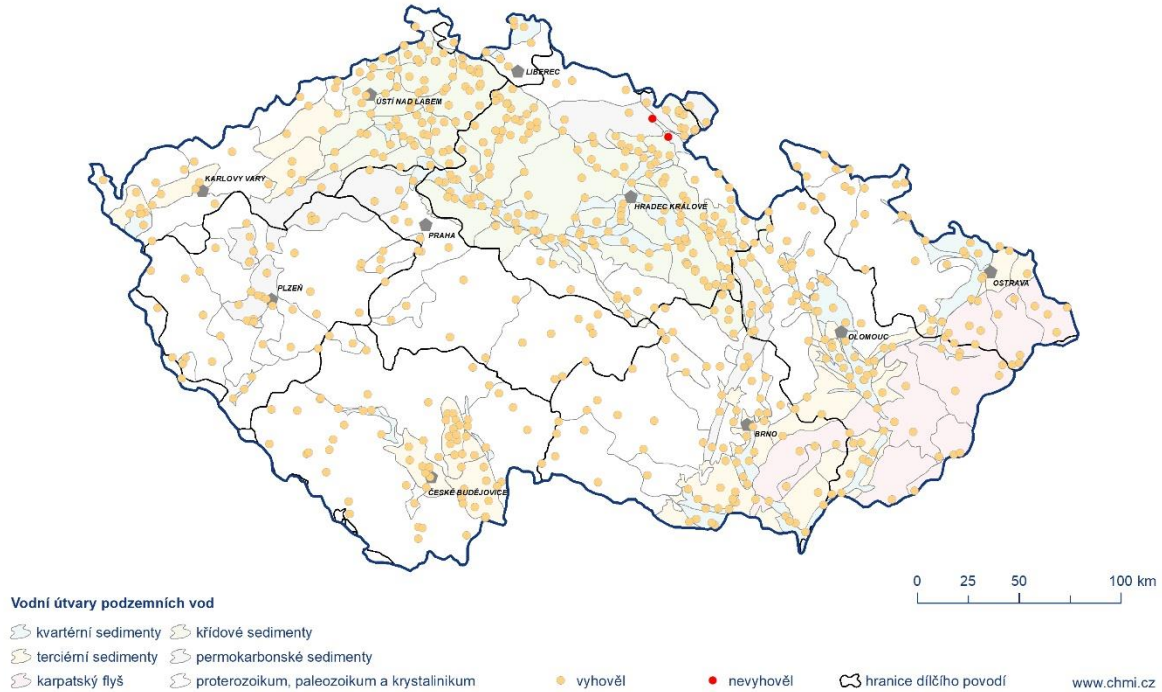 LIBEREC
ÚSTÍ NAD LABEM
KARLOVY VARY
HRADEC KRÁLOVÉ
PRAHA
PLZEŇ
OSTRAVA
OLOMOUC
BRNO
ČESKÉ BUDĚJOVICE
0 25 50 100 km
Vodní útvary podzemních vod
kvartérní sedimenty křídové sedimenty
terciérní sedimenty permokarbonské sedimenty
karpatský flyš proterozoikum, paleozoikum a krystalinikum vyhověl nevyhověl hranice dílčího povodí www.chmi.cz